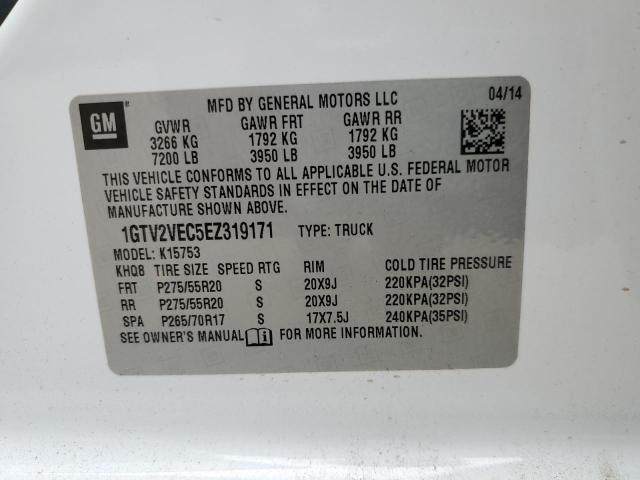 MFD BY GENERAL MOTORS LLC 04/14
GM ®
GVWR GAWR FRT GAWR RR
3266 KG 1792 KG 1792 KG
7200 LB 3950 LB 3950 LB
THIS VEHICLE CONFORMS TO ALL APPLICABLE U.S. FEDERAL MOTOR
VEHICLE SAFETY STANDARDS IN EFFECT ON THE DATE OF
MANUFACTURE SHOWN ABOVE.
1GTV2VEC5EZ319171 TYPE: TRUCK
MODEL: K15753
KHQ8 TIRE SIZE SPEED RTG RIM COLD TIRE PRESSURE
FRT P275/55R20 S 20X9J 220KPA(32PSI)
RR P275/55R20 S 20X9J 220KPA(32PSI)
SPA P265/70R17 S 17X7.5J 240KPA(35PSI)
SEE OWNER'S MANUAL FOR MORE INFORMATION.